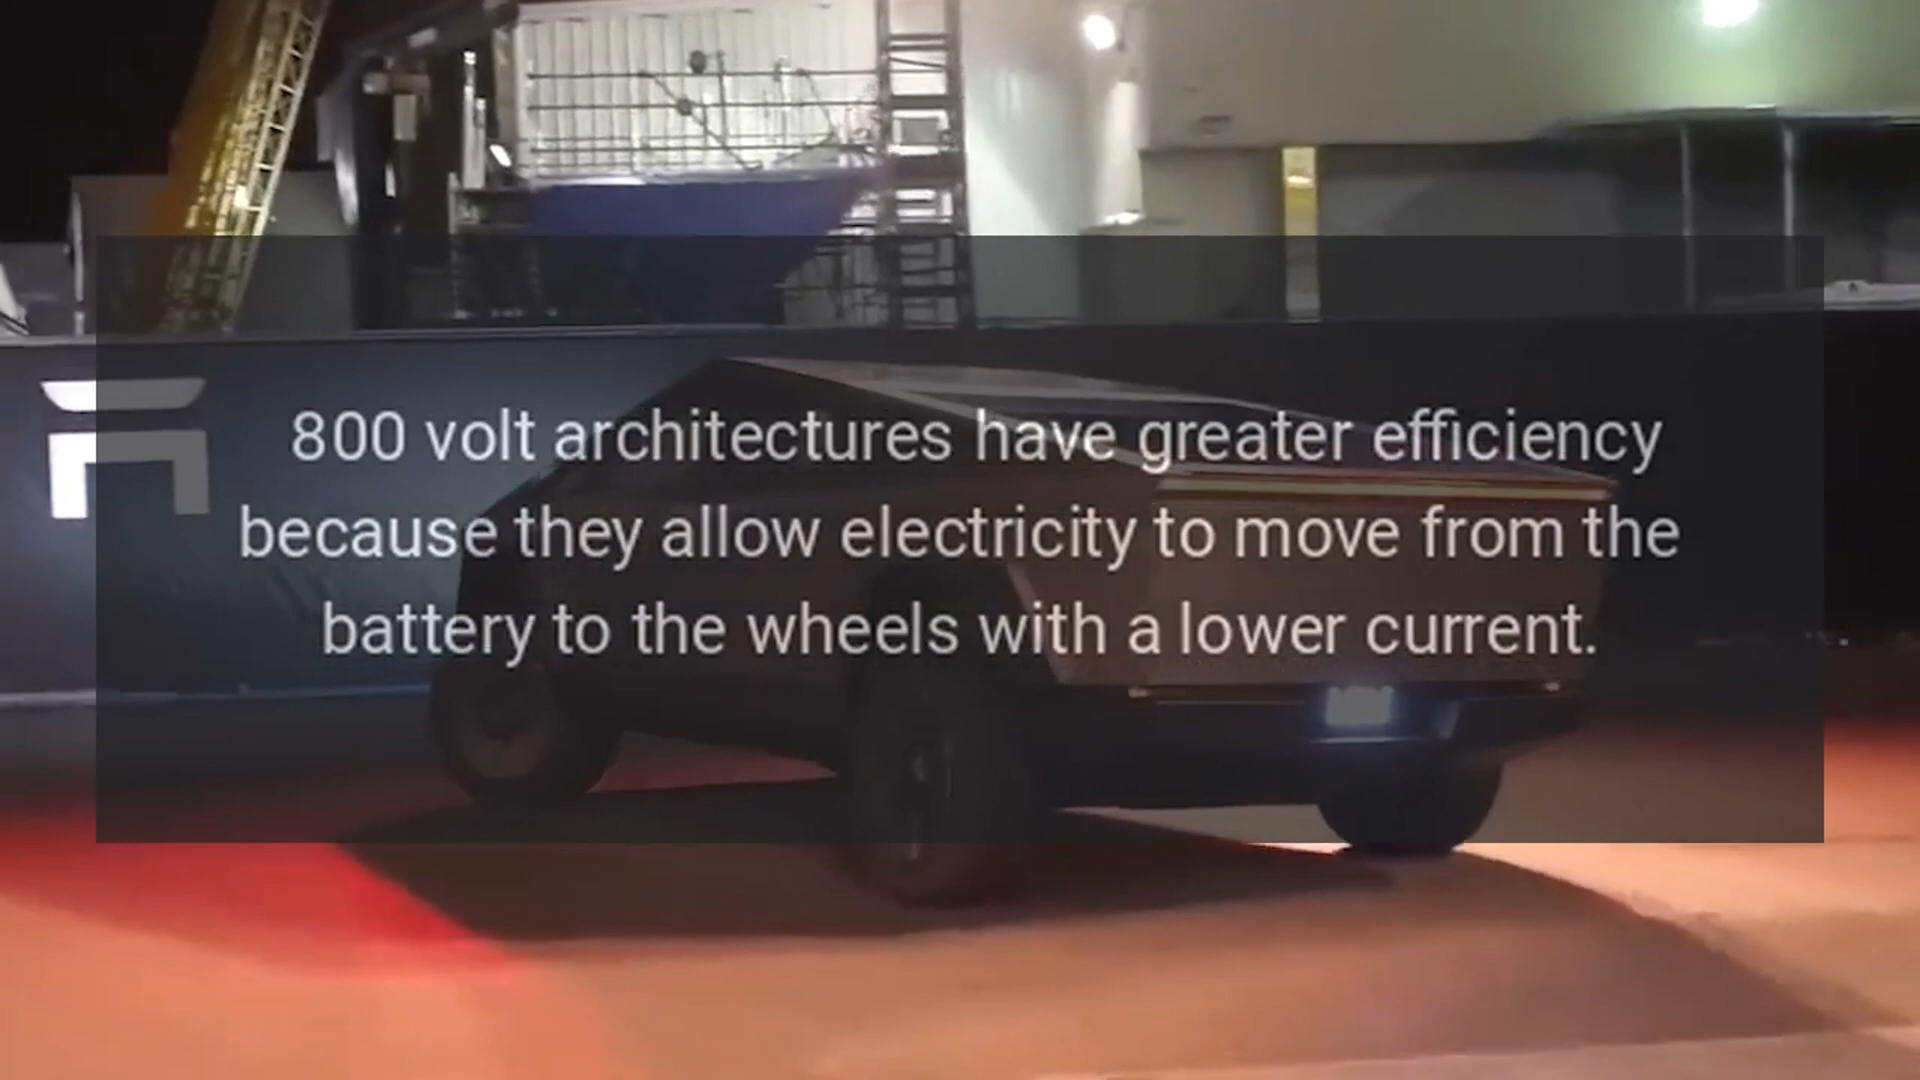 800 volt architectures have greater efficiency
because they allow electricity to move from the
battery to the wheels with a lower current.